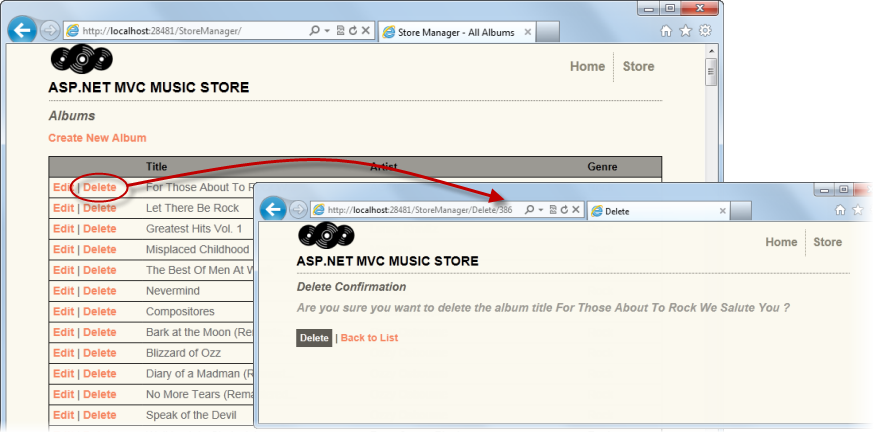 http://localhost:28481/StoreManager/
Store Manager - All Albums
Home Store
ASP.NET MVC MUSIC STORE
Albums
Create New Album
Title Artist Genre
Edit | Delete For Those About To R
Edit | Delete Let There Be Rock
Edit | Delete Greatest Hits Vol. 1
Edit | Delete Misplaced Childhood
Edit | Delete The Best Of Men At W
Edit | Delete Nevermind
Edit | Delete Compositores
Edit | Delete Bark at the Moon (Re
Edit | Delete Blizzard of Ozz
Edit | Delete Diary of a Madman (R
Edit | Delete No More Tears (Rema
Edit | Delete Speak of the Devil
http://localhost:28481/StoreManager/Delete/386
Delete
Home Store
ASP.NET MVC MUSIC STORE
Delete Confirmation
Are you sure you want to delete the album title For Those About To Rock We Salute You ?
Delete | Back to List